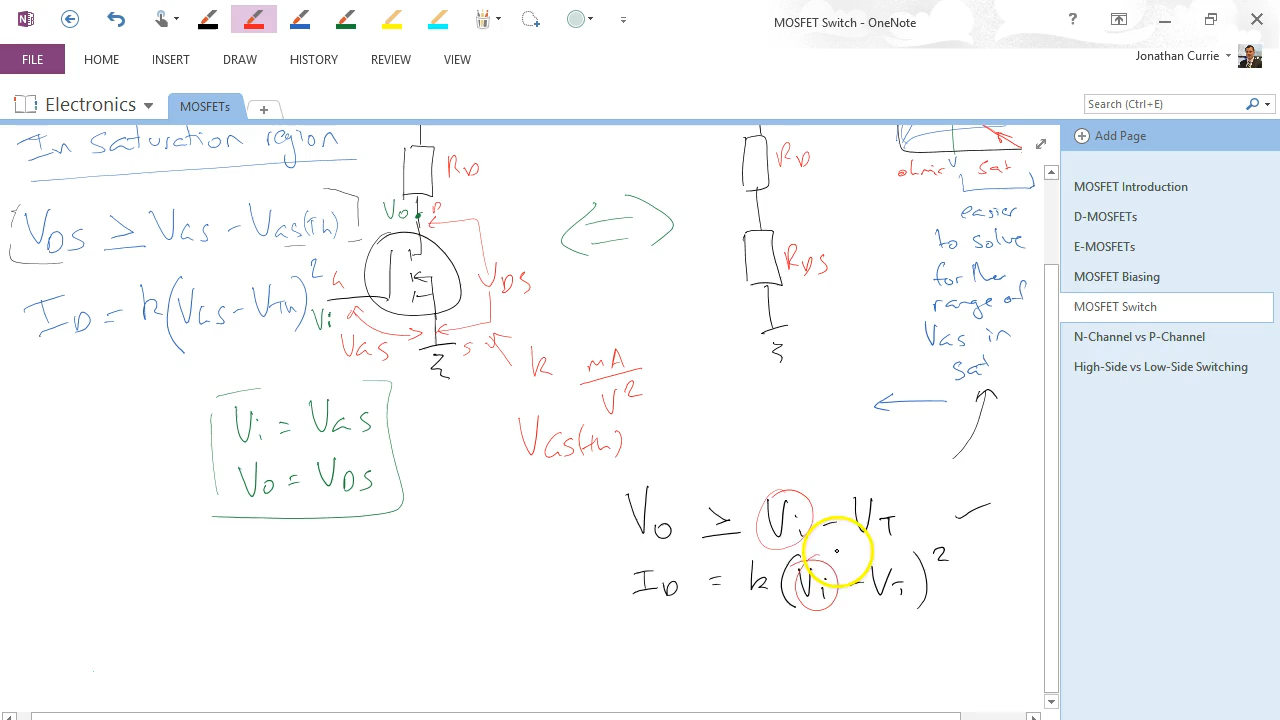 MOSFET Switch - OneNote
Jonathan Currie
FILE HOME INSERT DRAW HISTORY REVIEW VIEW
Electronics MOSFETs
Search (Ctrl+E)
Add Page
MOSFET Introduction
D-MOSFETs
E-MOSFETs
MOSFET Biasing
MOSFET Switch
N-Channel vs P-Channel
High-Side vs Low-Side Switching
In saturation region
VDS ≥ VGS - VGS(th)
ID = k(VGS - VTh)²
RD
Vo
D
G
Vi
VGS
VDS
S
k mA/V²
VGS(th)
Vi = VGS
Vo = VDS
RD
RDS
ohmic sat
easier
to solve
for the
range of
VGS in
sat
Vo ≥ Vi - VT
ID = k(Vi - VT)²